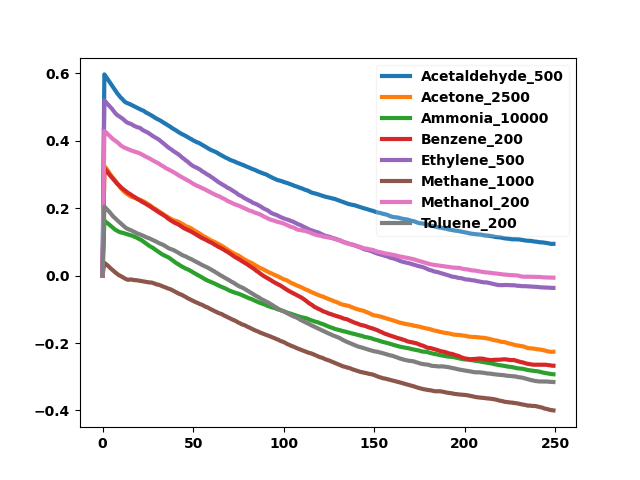 0.6
0.4
0.2
0.0
−0.2
−0.4
0 50 100 150 200 250
Acetaldehyde_500
Acetone_2500
Ammonia_10000
Benzene_200
Ethylene_500
Methane_1000
Methanol_200
Toluene_200